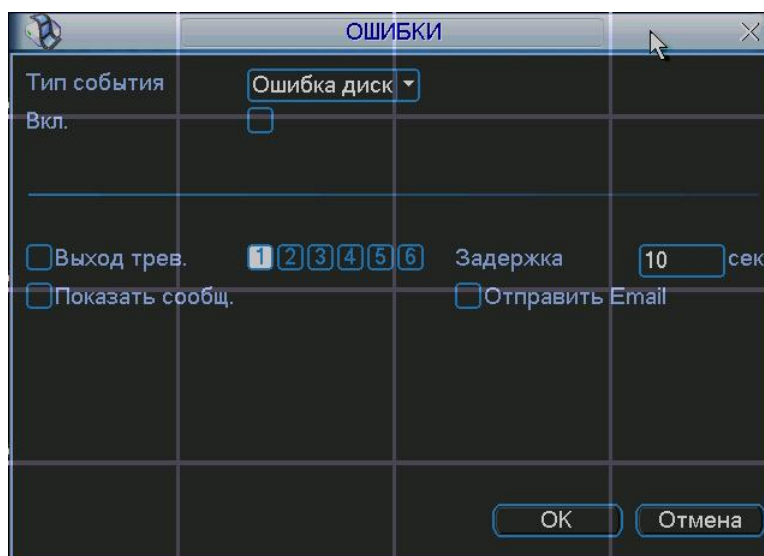 ОШИБКИ
Тип события Ошибка диск
Вкл.
Выход трев. 1 2 3 4 5 6 Задержка 10 сек
Показать сообщ. Отправить Email
OK Отмена